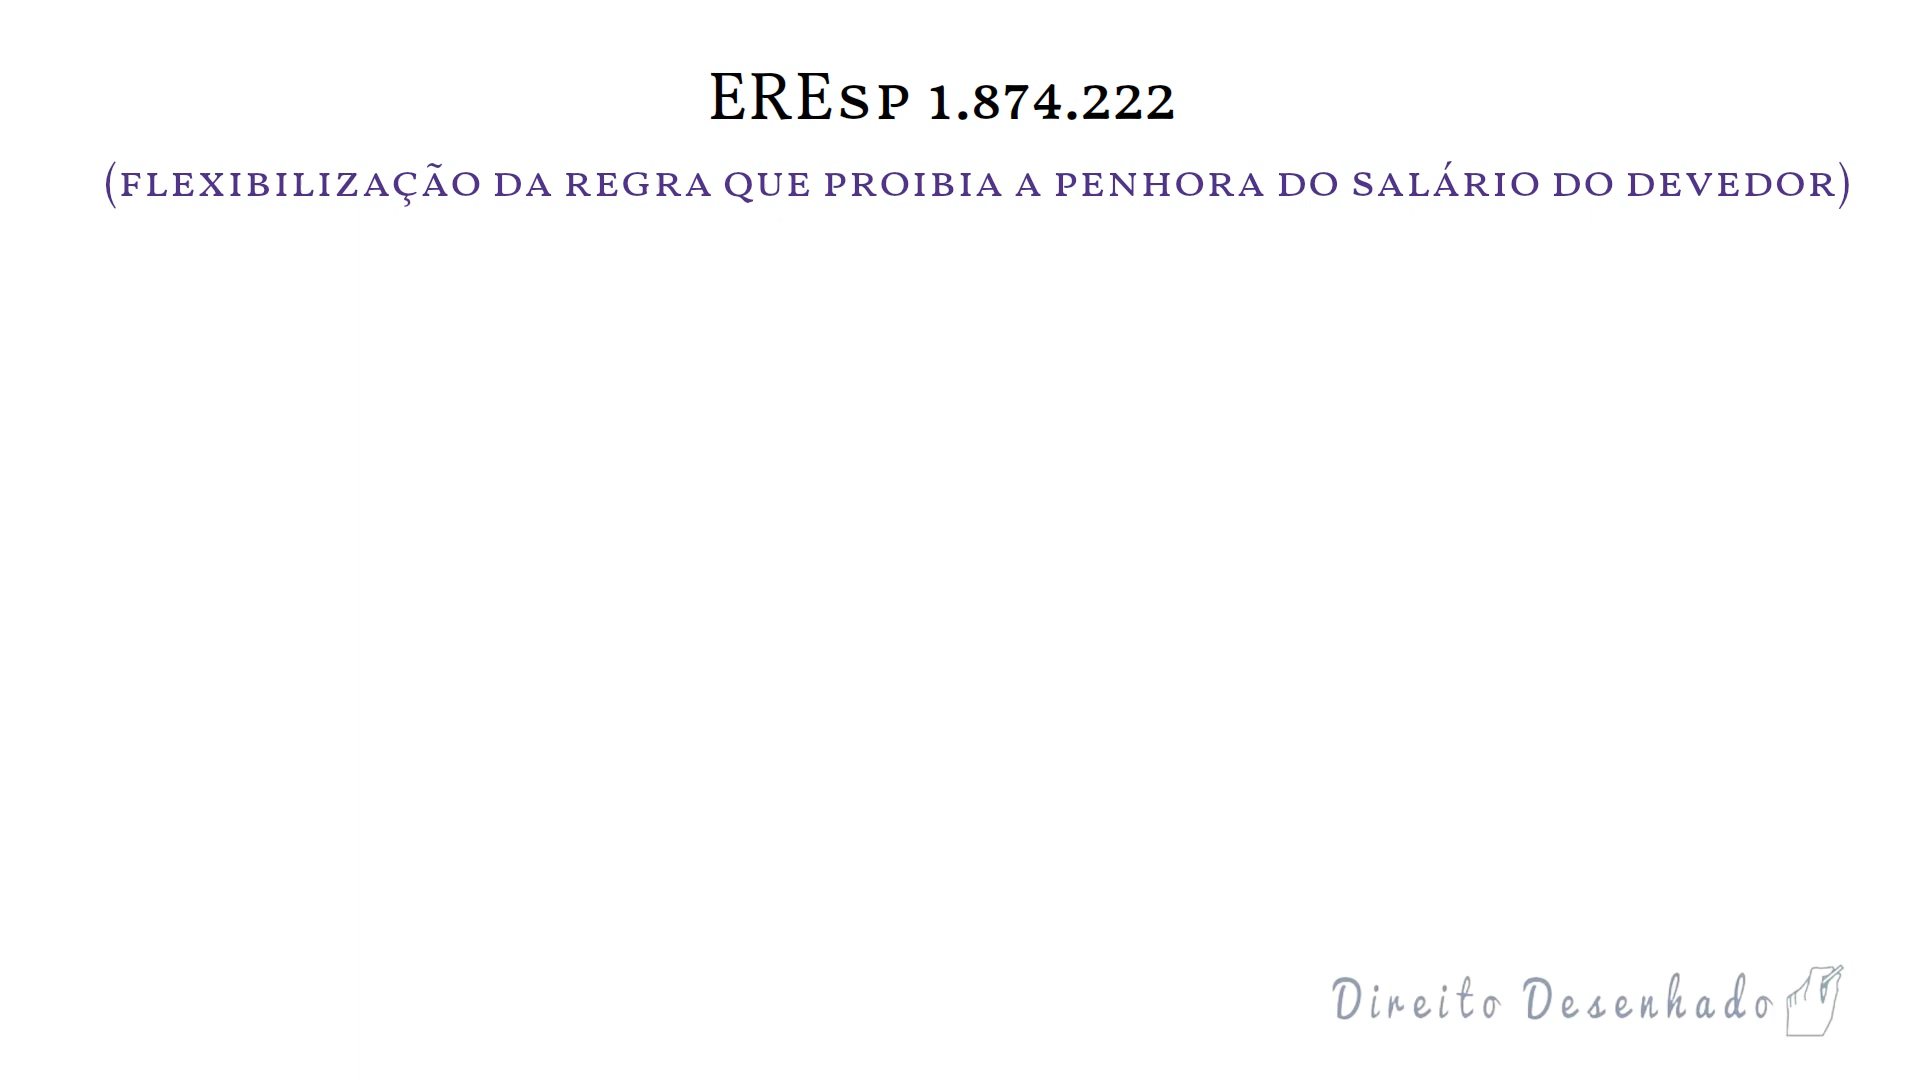 EREsp 1.874.222
(flexibilização da regra que proibia a penhora do salário do devedor)
Direito Desenhado